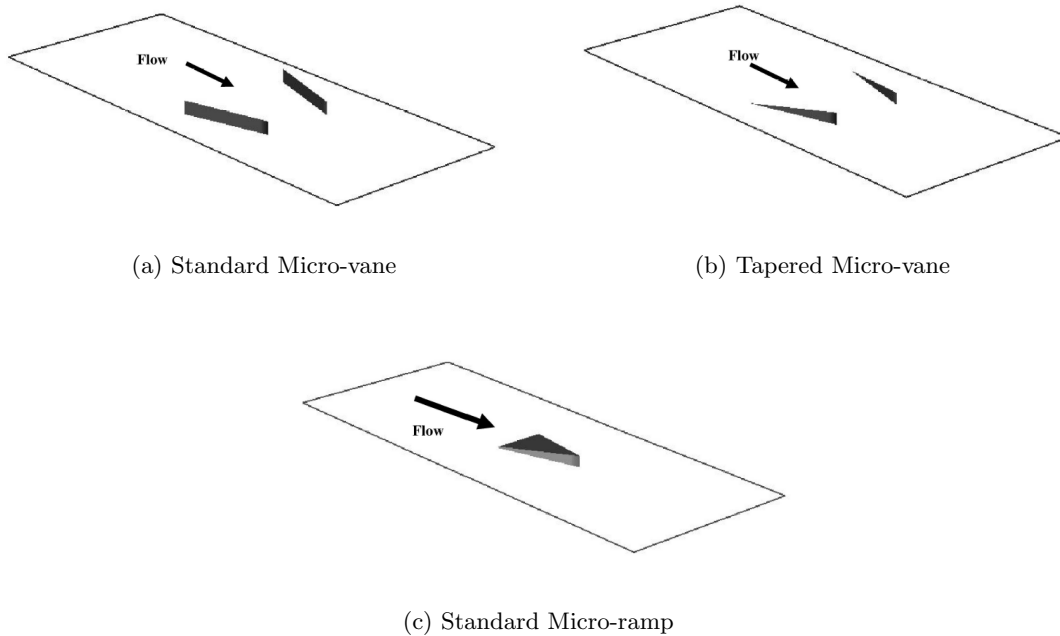 Flow
Flow
(a) Standard Micro-vane
(b) Tapered Micro-vane
Flow
(c) Standard Micro-ramp